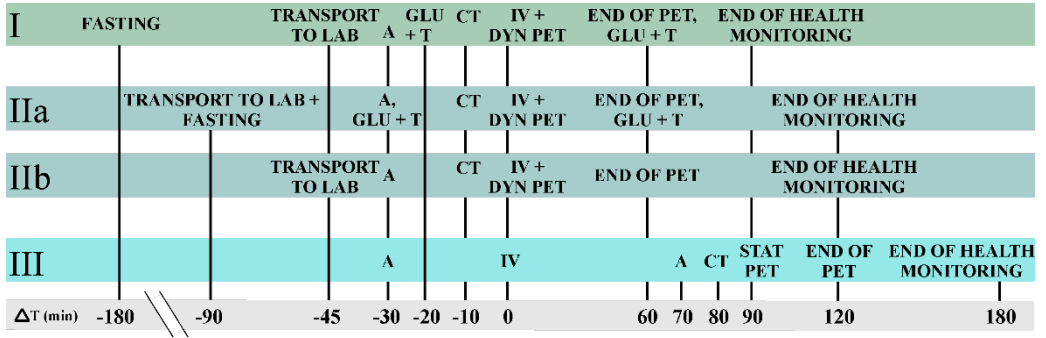 I FASTING TRANSPORT TO LAB A GLU + T CT IV + DYN PET END OF PET, GLU + T END OF HEALTH MONITORING
IIa TRANSPORT TO LAB + FASTING A, GLU + T CT IV + DYN PET END OF PET, GLU + T END OF HEALTH MONITORING
IIb TRANSPORT TO LAB A CT IV + DYN PET END OF PET END OF HEALTH MONITORING
III A IV A CT STAT PET END OF PET END OF HEALTH MONITORING
ΔT (min) -180 -90 -45 -30 -20 -10 0 60 70 80 90 120 180